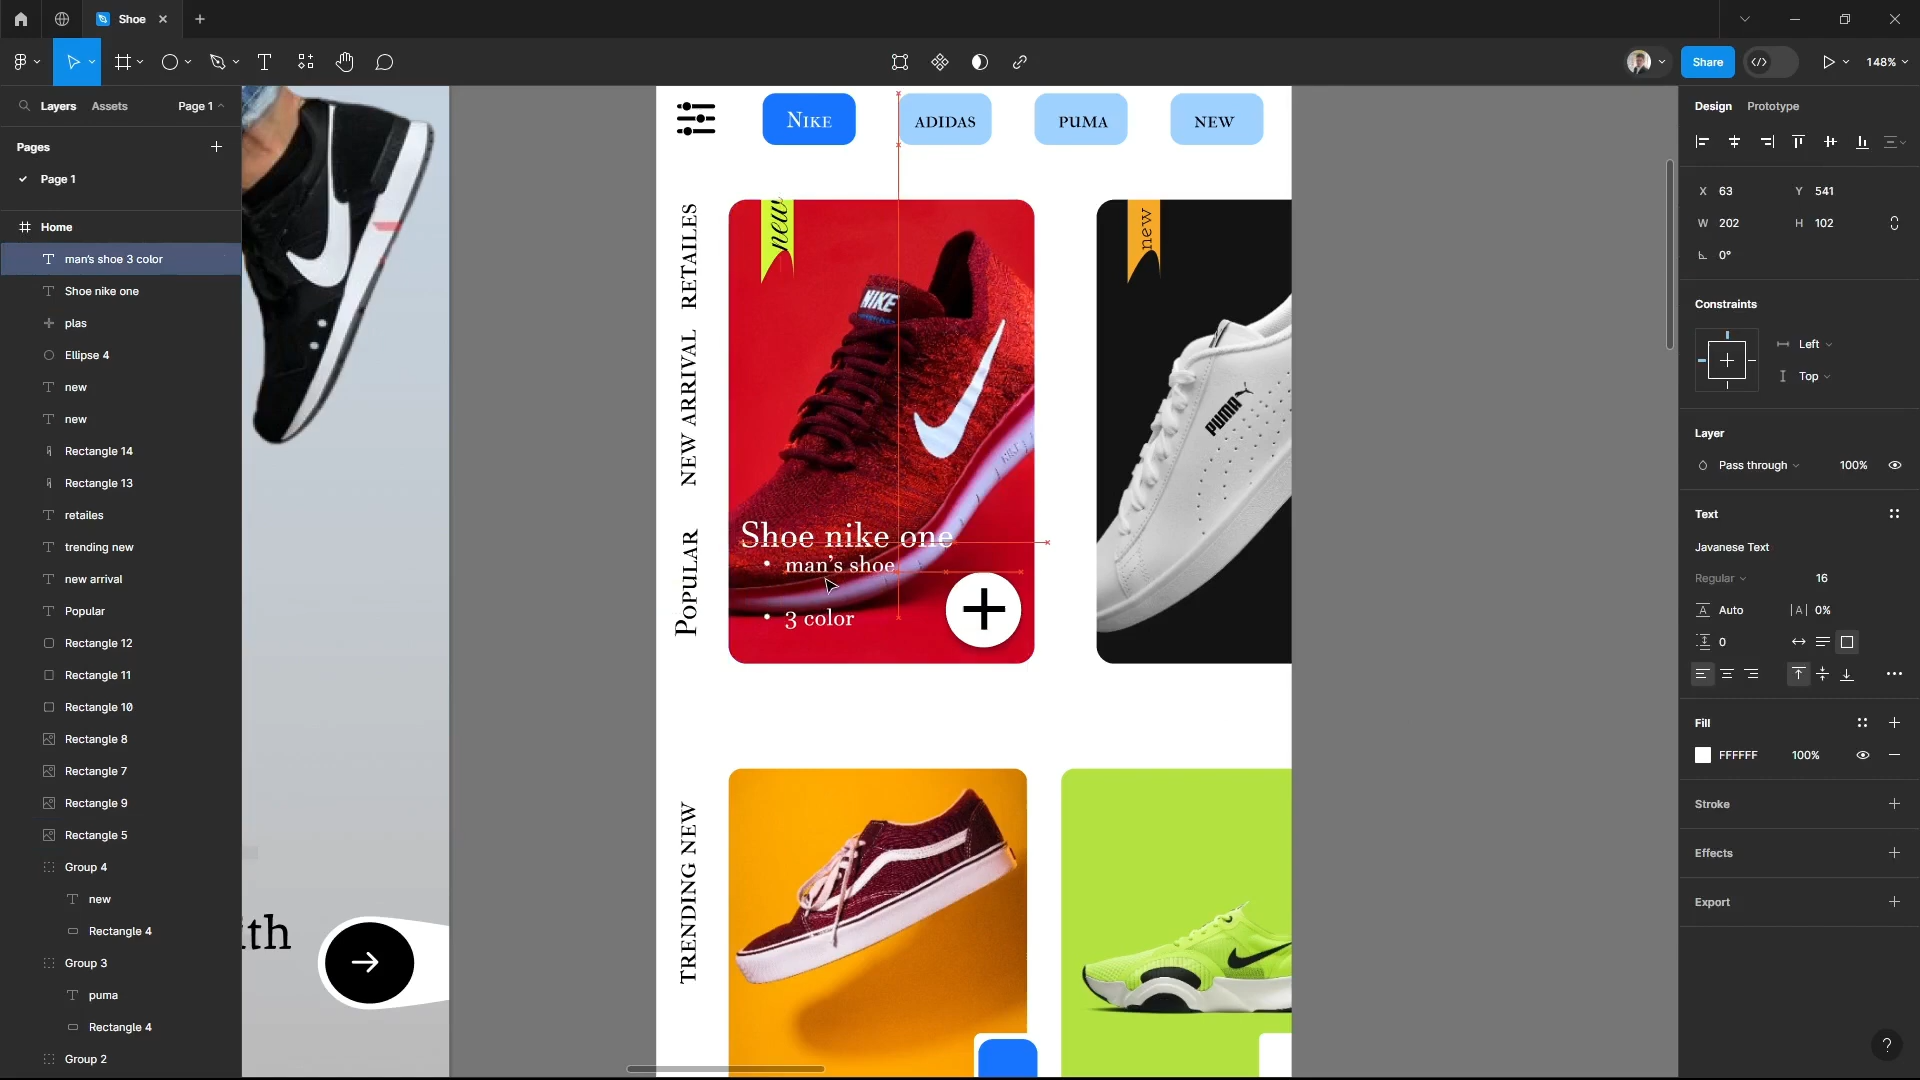 Shoe
Share
148%
Layers
Assets
Page 1
Pages
Page 1
Home
man's shoe 3 color
Shoe nike one
plas
Ellipse 4
new
new
Rectangle 14
Rectangle 13
retailes
trending new
new arrival
Popular
Rectangle 12
Rectangle 11
Rectangle 10
Rectangle 8
Rectangle 7
Rectangle 9
Rectangle 5
Group 4
new
Rectangle 4
Group 3
puma
Rectangle 4
Group 2
ith
Nike
adidas
puma
new
retailes
new arrival
Popular
trending new
new
NIKE
Shoe nike one
• man's shoe
• 3 color
new
PUMA
Design
Prototype
X 63
Y 541
W 202
H 102
0°
Constraints
Left
Top
Layer
Pass through
100%
Text
Javanese Text
Regular
16
Auto
0%
0
Fill
FFFFFF
100%
Stroke
Effects
Export
?